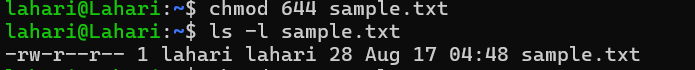 lahari@Lahari:~$ chmod 644 sample.txt
lahari@Lahari:~$ ls -l sample.txt
-rw-r--r-- 1 lahari lahari 28 Aug 17 04:48 sample.txt